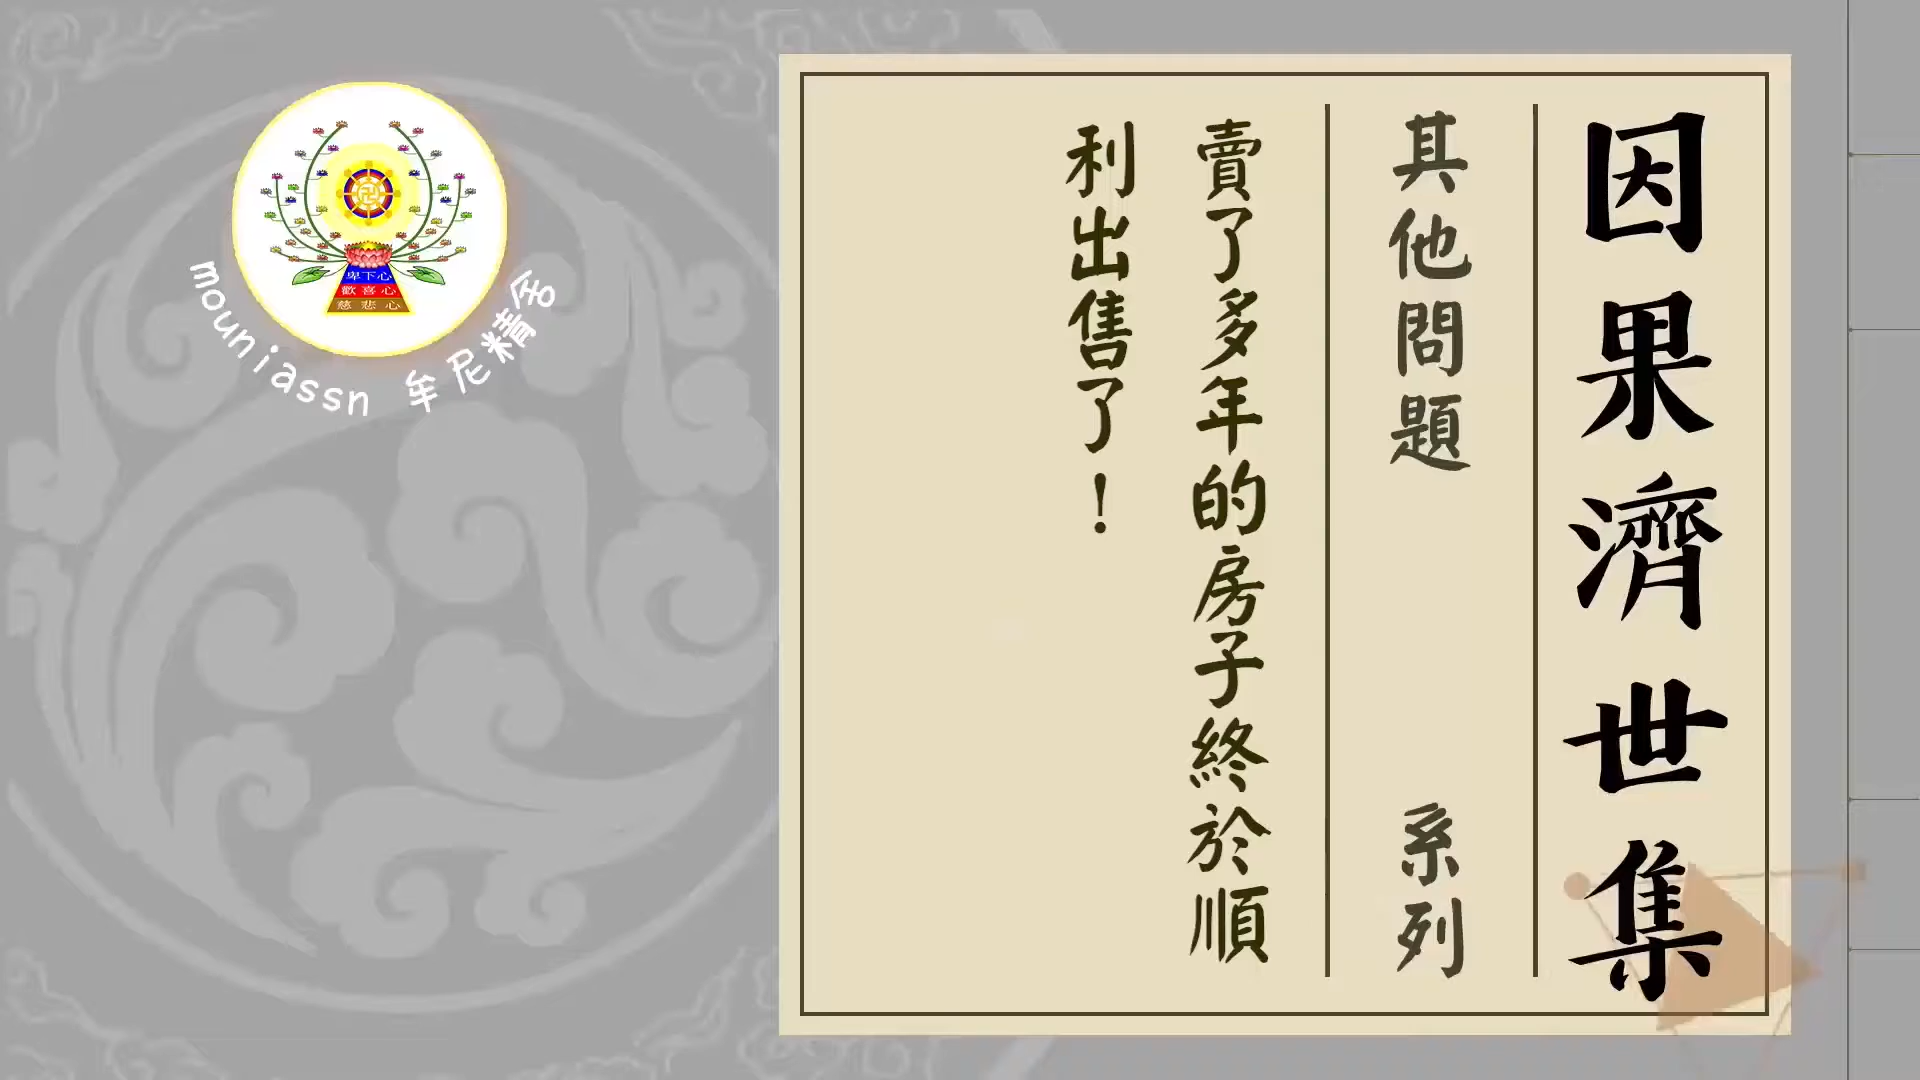 因果濟世集
其他問題 系列
賣了多年的房子終於順
利出售了！
卑下心
歡喜心
慈悲心
mouniassn 牟尼精舍